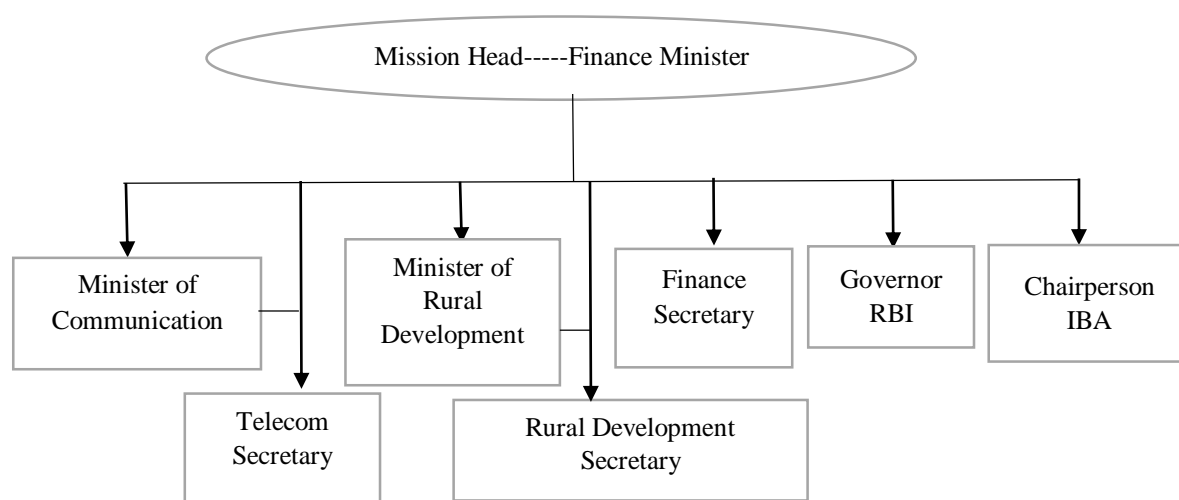 Mission Head-----Finance Minister
Minister of
Communication
Minister of
Rural
Development
Finance
Secretary
Governor
RBI
Chairperson
IBA
Telecom
Secretary
Rural Development
Secretary